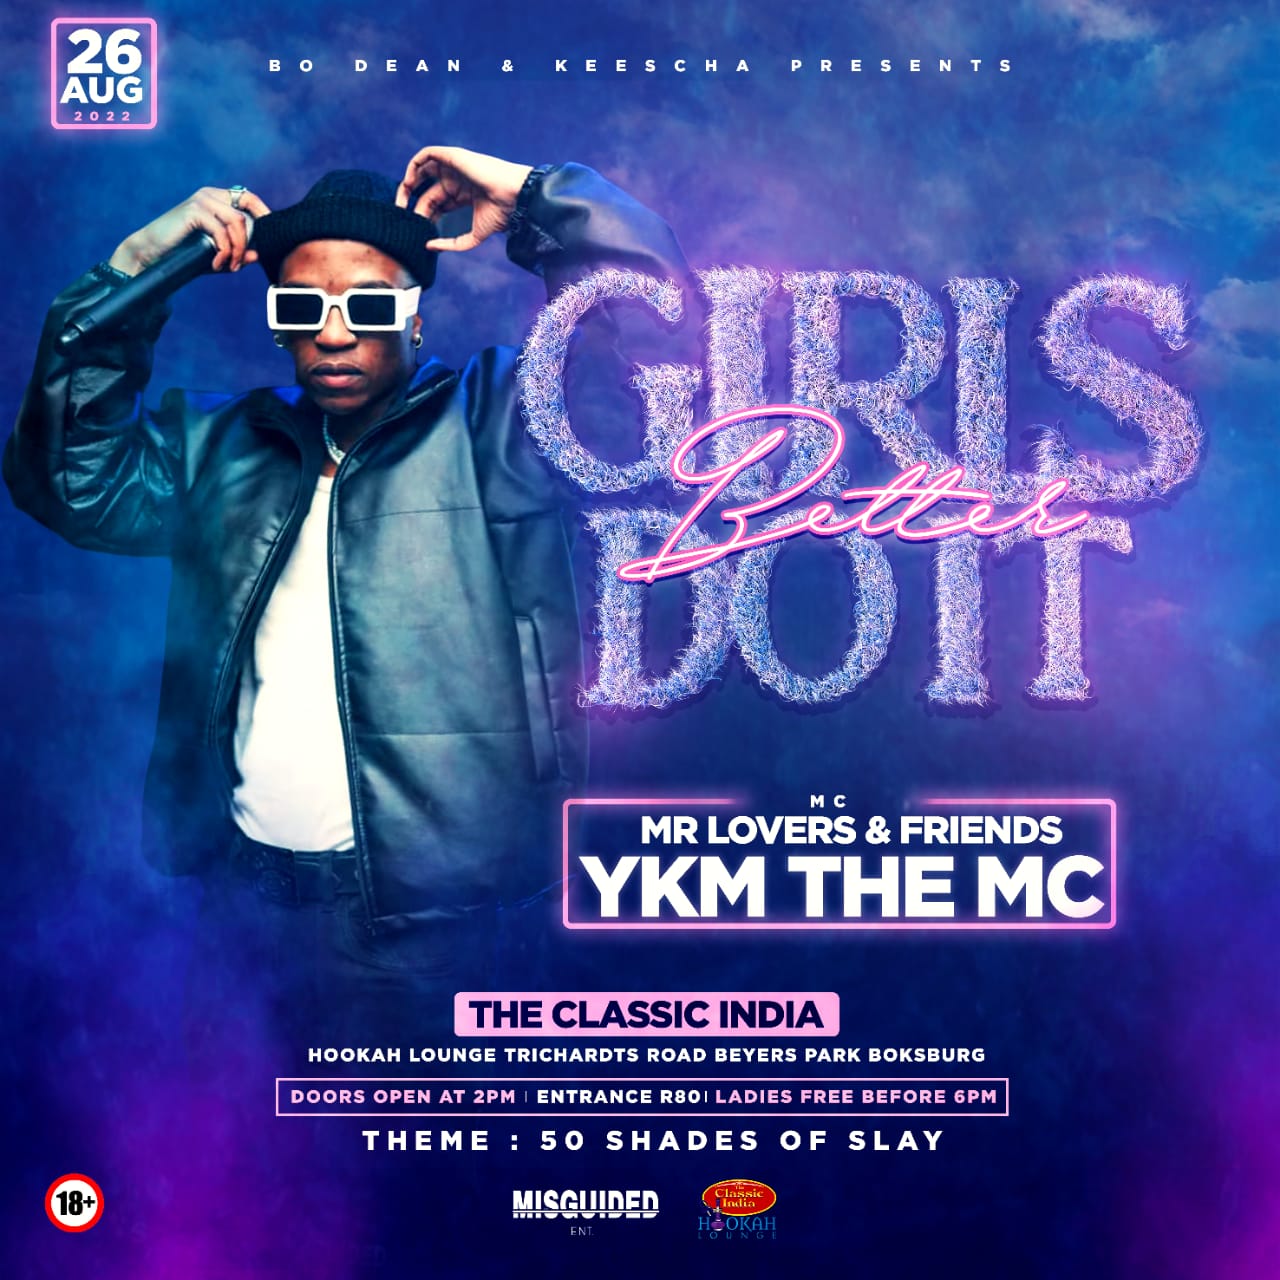 26
AUG
2022
BO DEAN & KEESCHA PRESENTS
GIRLS
Better
DO IT
MC
MR LOVERS & FRIENDS
YKM THE MC
THE CLASSIC INDIA
HOOKAH LOUNGE TRICHARDTS ROAD BEYERS PARK BOKSBURG
DOORS OPEN AT 2PM | ENTRANCE R80 | LADIES FREE BEFORE 6PM
THEME : 50 SHADES OF SLAY
18+
MISGUIDED
ENT.
The
Classic
India
HOOKAH
LOUNGE